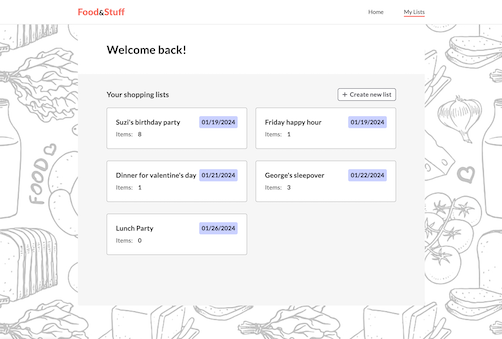 Food&Stuff
Home
My Lists
Welcome back!
Your shopping lists
+ Create new list
Suzi's birthday party
01/19/2024
Items: 8
Friday happy hour
01/19/2024
Items: 1
Dinner for valentine's day
01/21/2024
Items: 1
George's sleepover
01/22/2024
Items: 3
Lunch Party
01/26/2024
Items: 0
FOOD